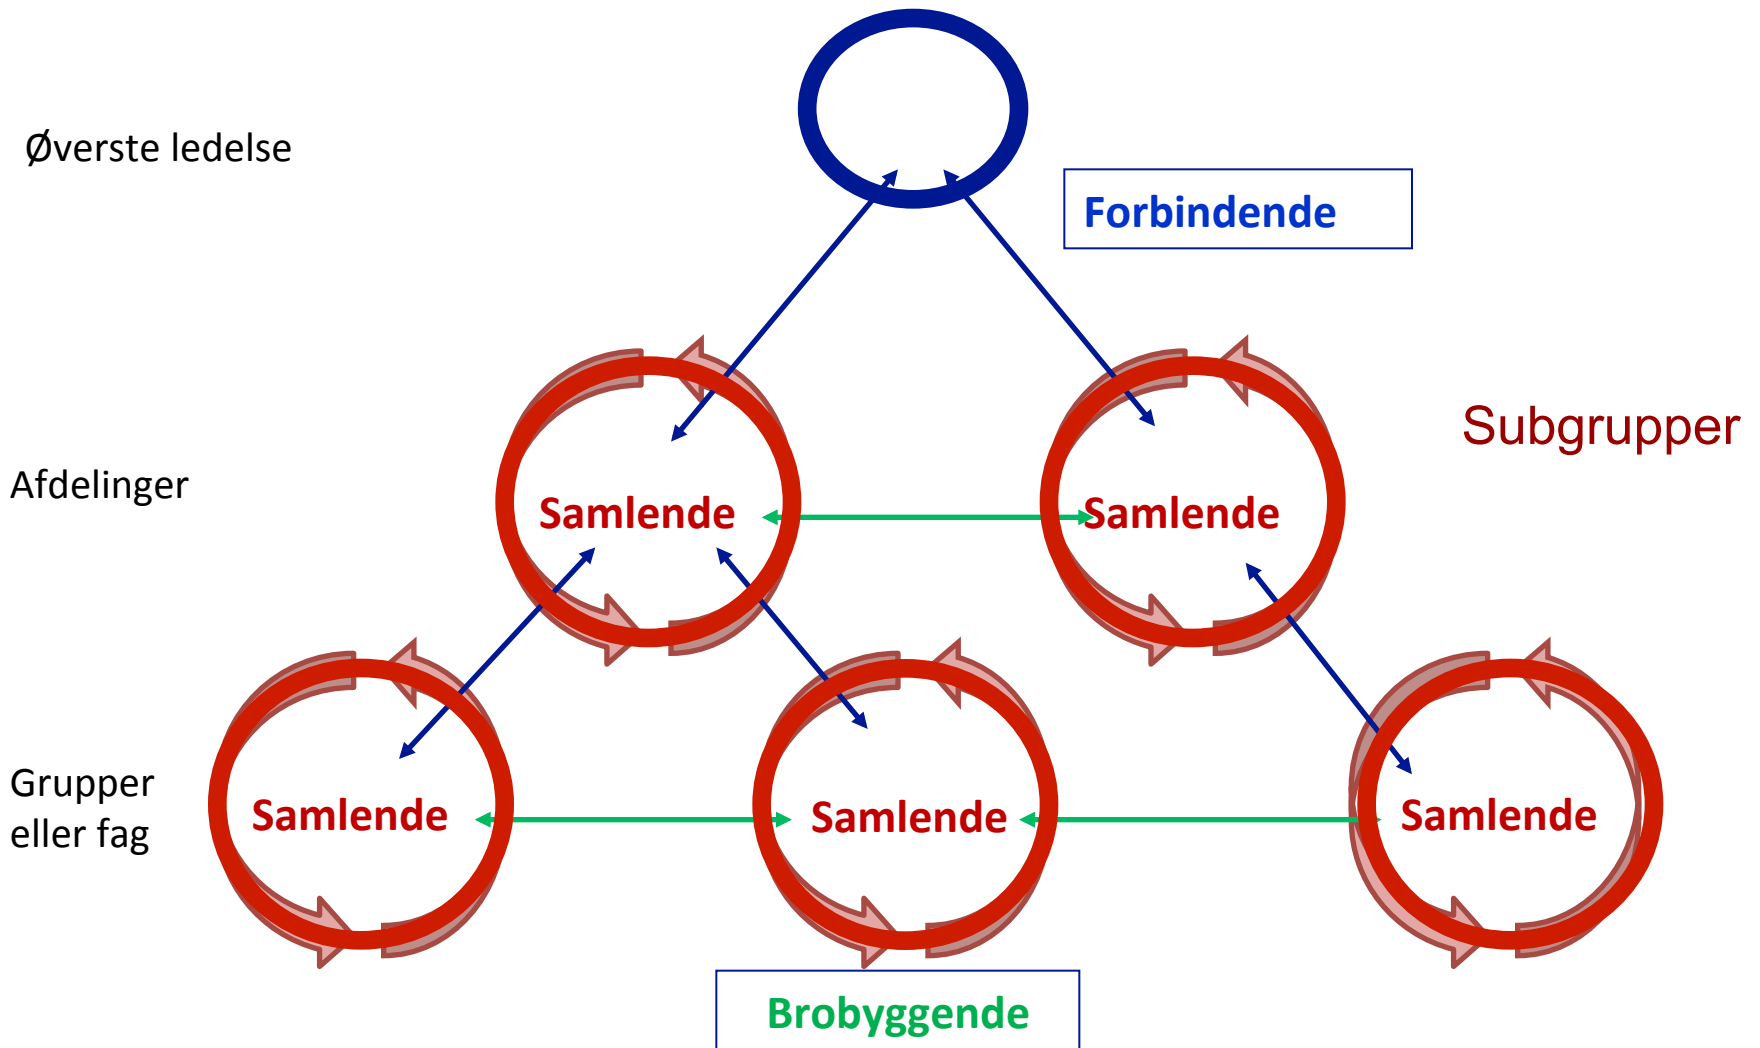 Øverste ledelse
Forbindende
Subgrupper
Afdelinger
Samlende
Samlende
Grupper
eller fag
Samlende
Samlende
Samlende
Brobyggende